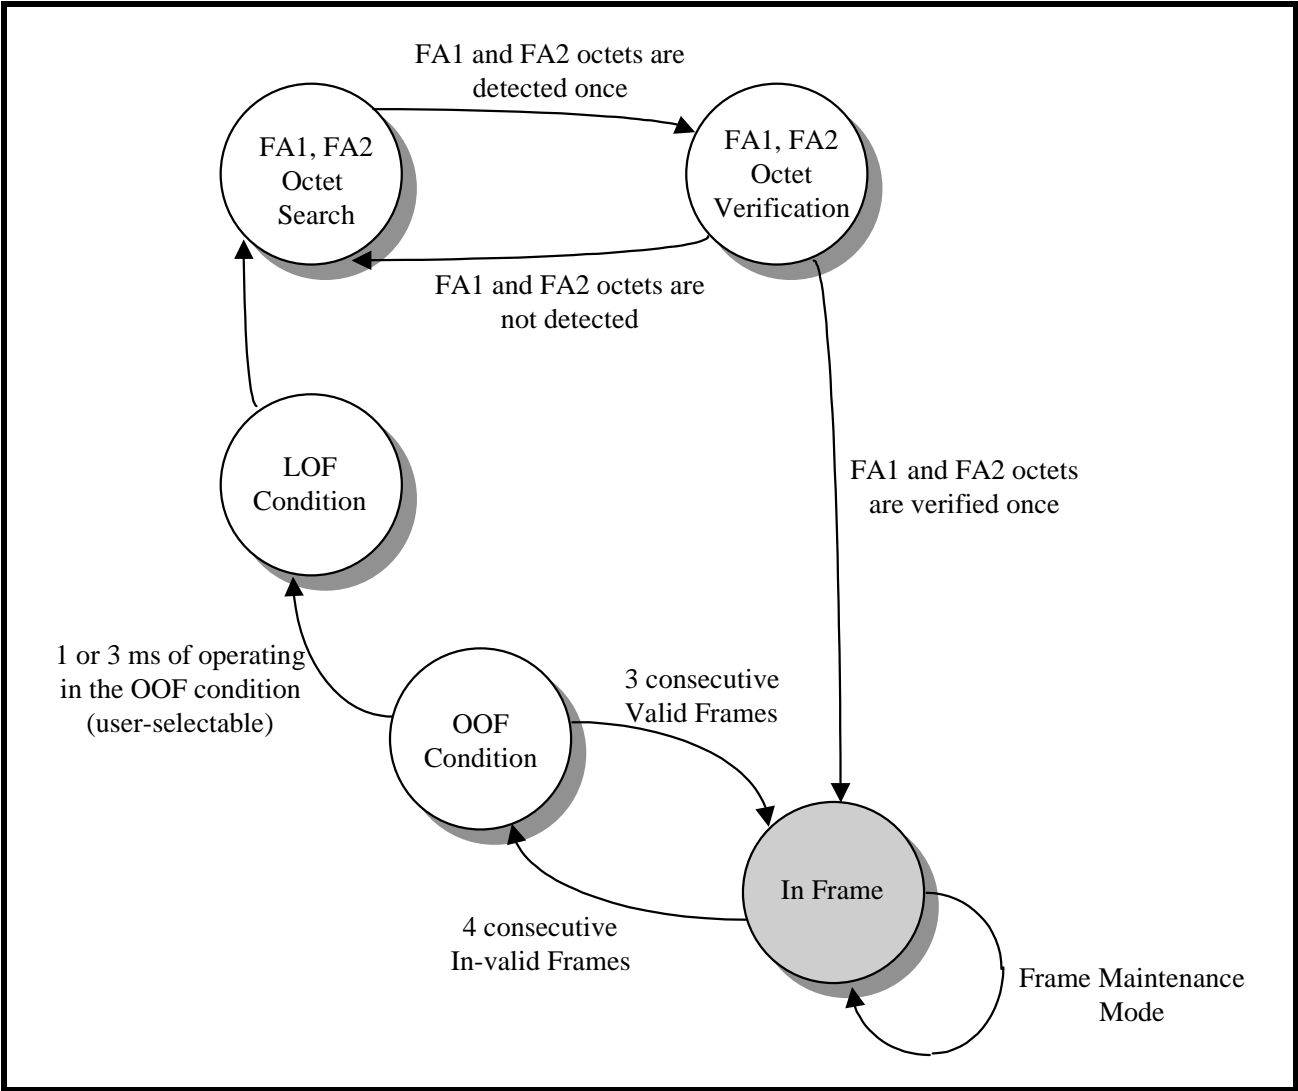 FA1 and FA2 octets are
detected once
FA1, FA2
Octet
Search
FA1, FA2
Octet
Verification
FA1 and FA2 octets are
not detected
LOF
Condition
FA1 and FA2 octets
are verified once
1 or 3 ms of operating
in the OOF condition
(user-selectable)
OOF
Condition
3 consecutive
Valid Frames
In Frame
4 consecutive
In-valid Frames
Frame Maintenance
Mode